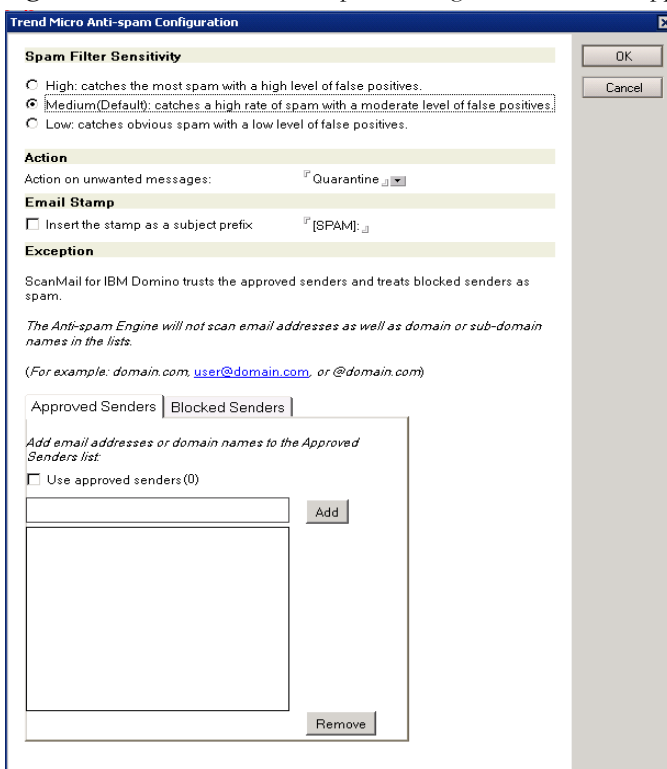 Trend Micro Anti-spam Configuration
Spam Filter Sensitivity
OK
High: catches the most spam with a high level of false positives.
Cancel
Medium(Default): catches a high rate of spam with a moderate level of false positives.
Low: catches obvious spam with a low level of false positives.
Action
Action on unwanted messages: Quarantine
Email Stamp
Insert the stamp as a subject prefix [SPAM]:
Exception
ScanMail for IBM Domino trusts the approved senders and treats blocked senders as
spam.
The Anti-spam Engine will not scan email addresses as well as domain or sub-domain
names in the lists.
(For example: domain.com, user@domain.com, or @domain.com)
Approved Senders Blocked Senders
Add email addresses or domain names to the Approved
Senders list:
Use approved senders(0)
Add
Remove